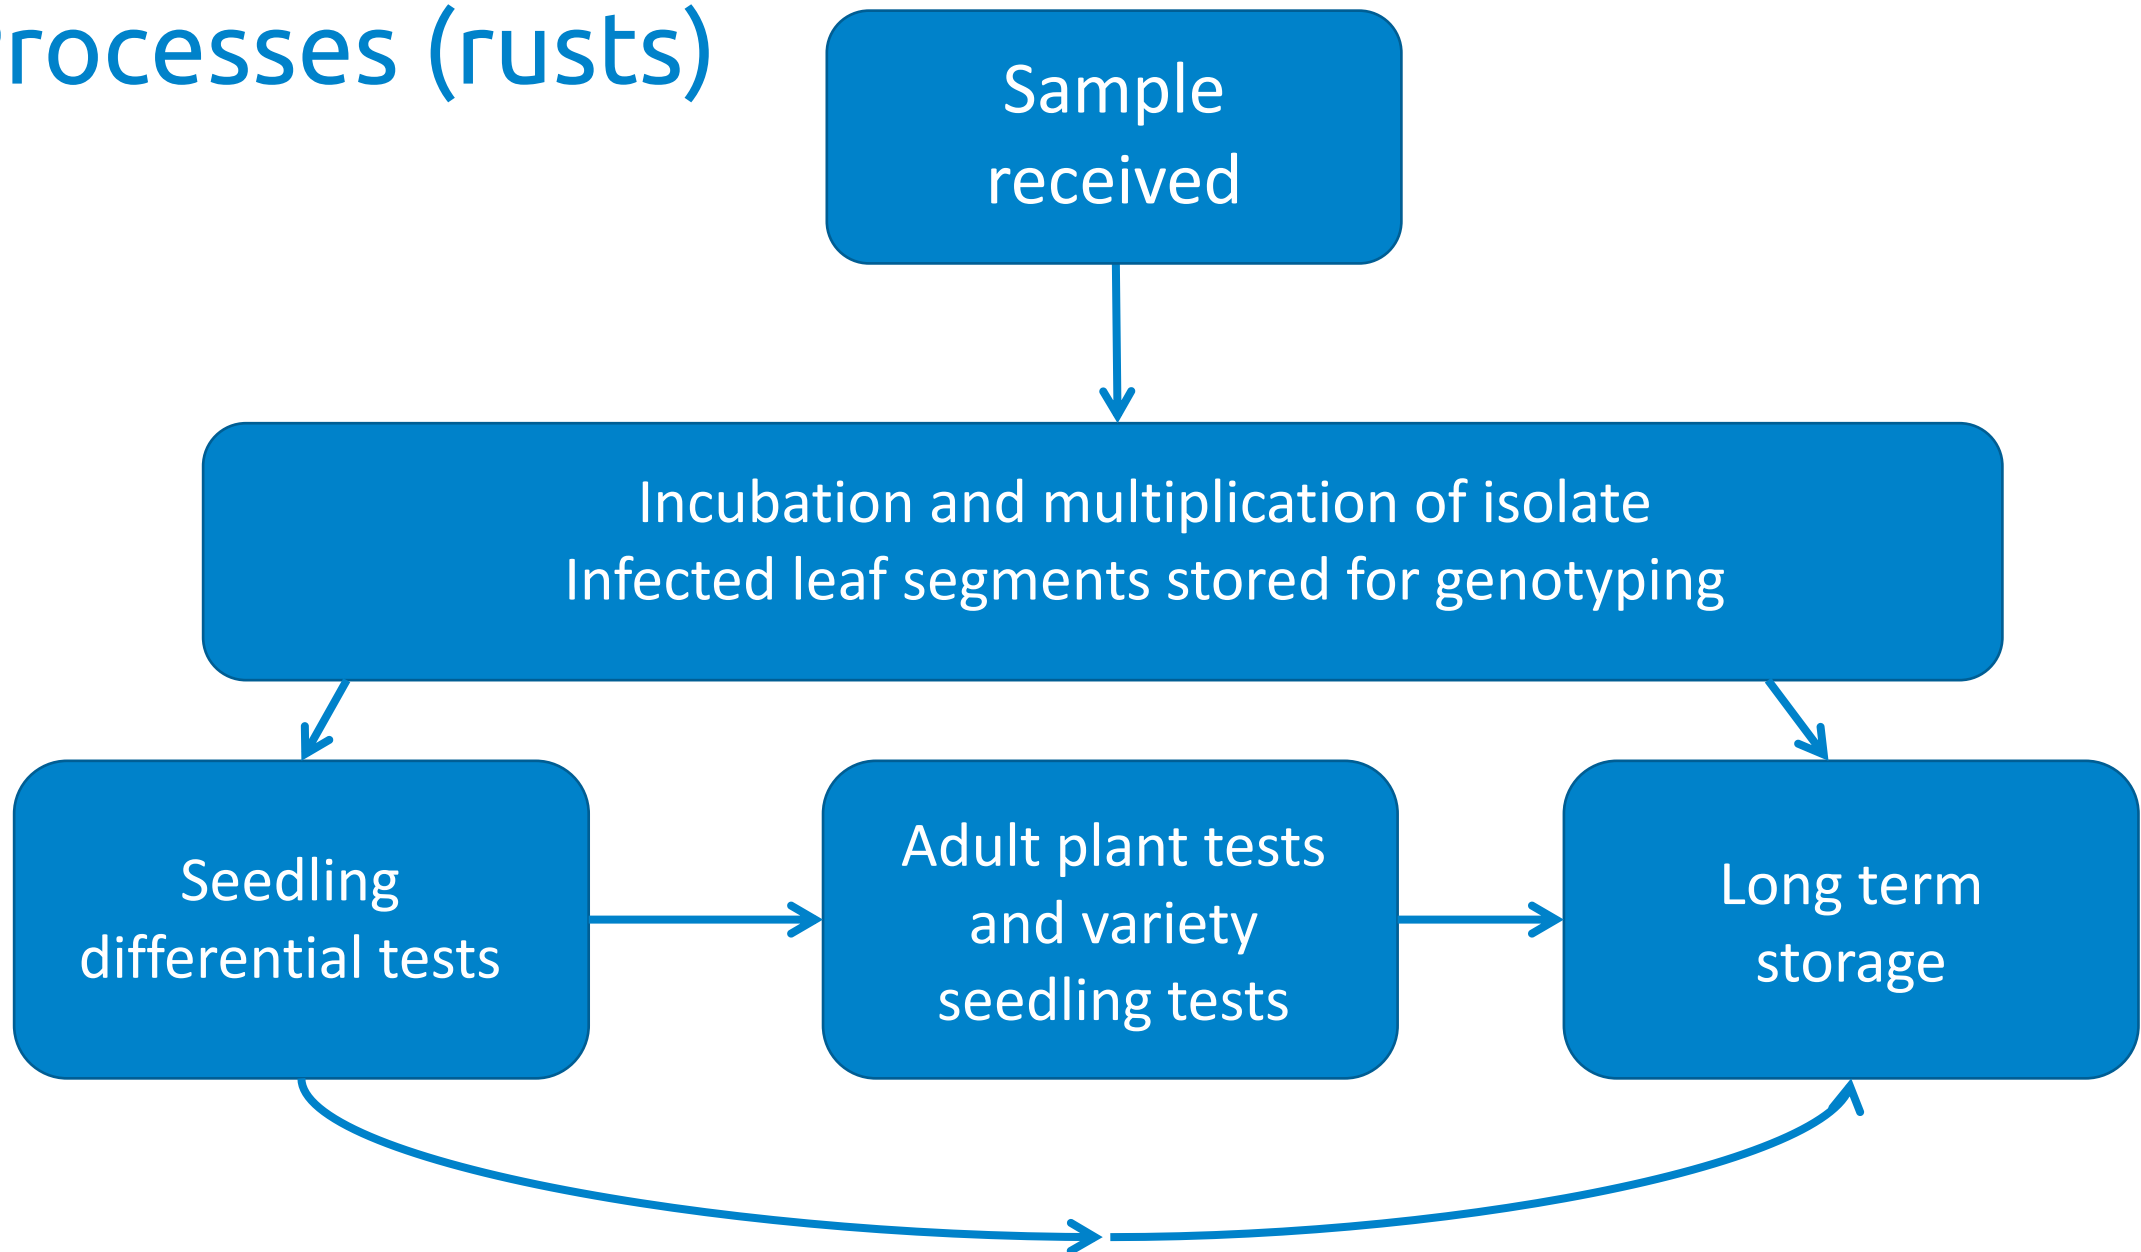 rocesses (rusts)
Sample
received
Incubation and multiplication of isolate
Infected leaf segments stored for genotyping
Seedling
differential tests
Adult plant tests
and variety
seedling tests
Long term
storage